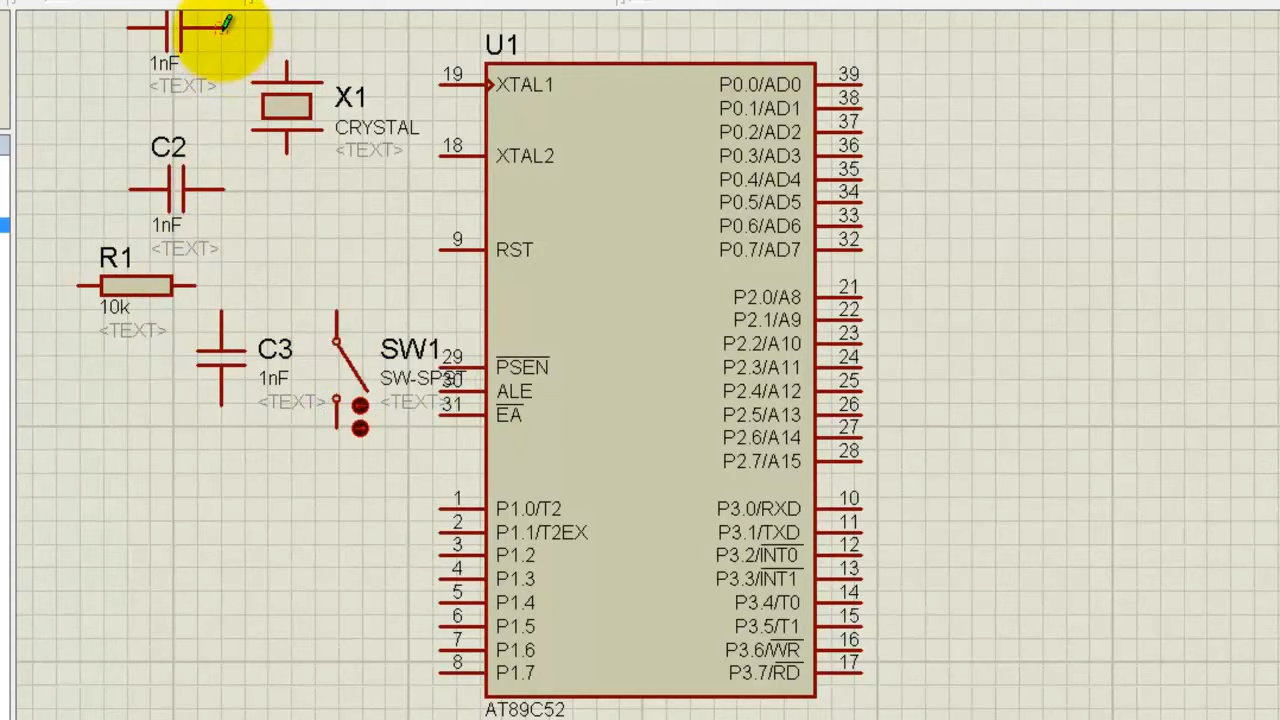 1nF
<TEXT>
X1
CRYSTAL
<TEXT>
C2
1nF
<TEXT>
R1
10k
<TEXT>
C3
1nF
<TEXT>
SW1
SW-SPST
<TEXT>
U1
19 XTAL1
18 XTAL2
9 RST
29 PSEN
30 ALE
31 EA
1 P1.0/T2
2 P1.1/T2EX
3 P1.2
4 P1.3
5 P1.4
6 P1.5
7 P1.6
8 P1.7
P0.0/AD0 39
P0.1/AD1 38
P0.2/AD2 37
P0.3/AD3 36
P0.4/AD4 35
P0.5/AD5 34
P0.6/AD6 33
P0.7/AD7 32
P2.0/A8 21
P2.1/A9 22
P2.2/A10 23
P2.3/A11 24
P2.4/A12 25
P2.5/A13 26
P2.6/A14 27
P2.7/A15 28
P3.0/RXD 10
P3.1/TXD 11
P3.2/INT0 12
P3.3/INT1 13
P3.4/T0 14
P3.5/T1 15
P3.6/WR 16
P3.7/RD 17
AT89C52